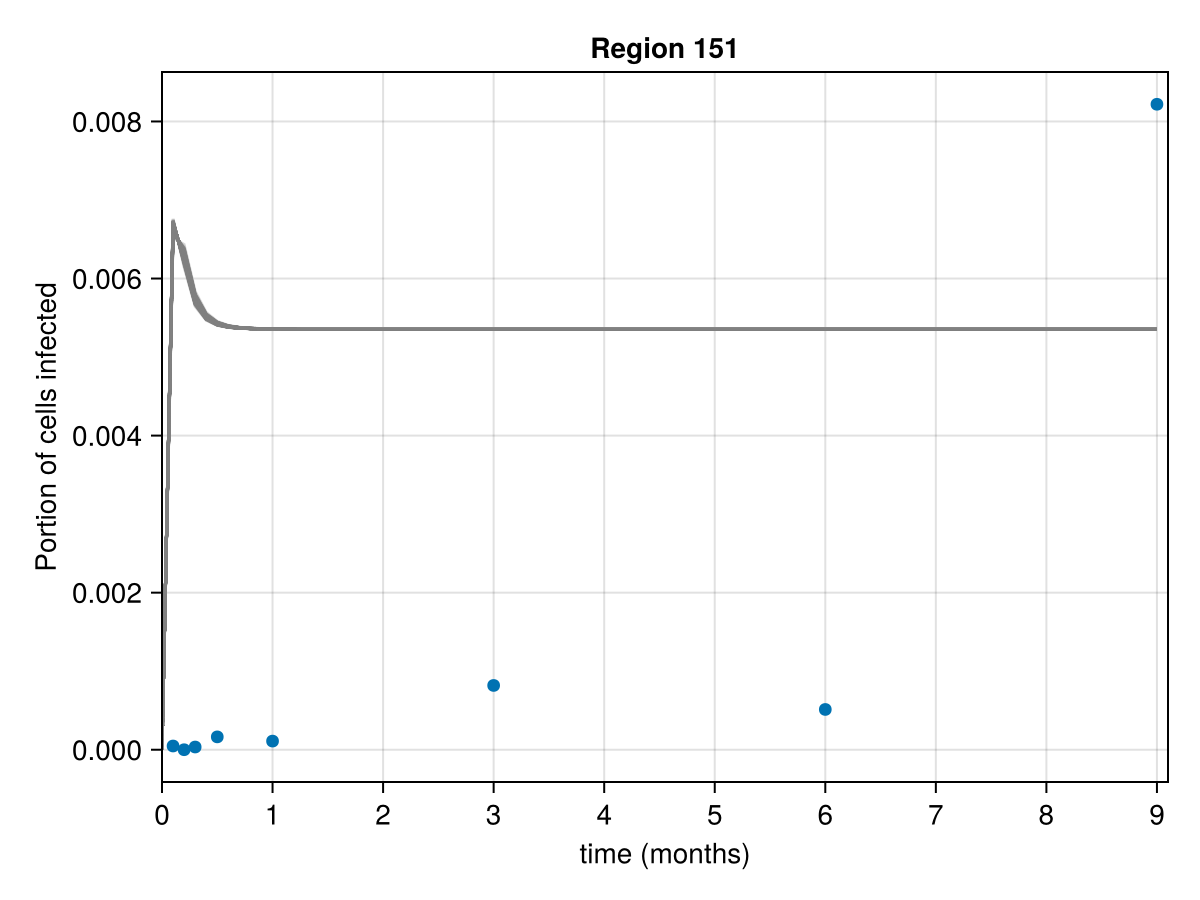 Region 151
0.008
0.006
0.004
0.002
0.000
Portion of cells infected
0 1 2 3 4 5 6 7 8 9
time (months)